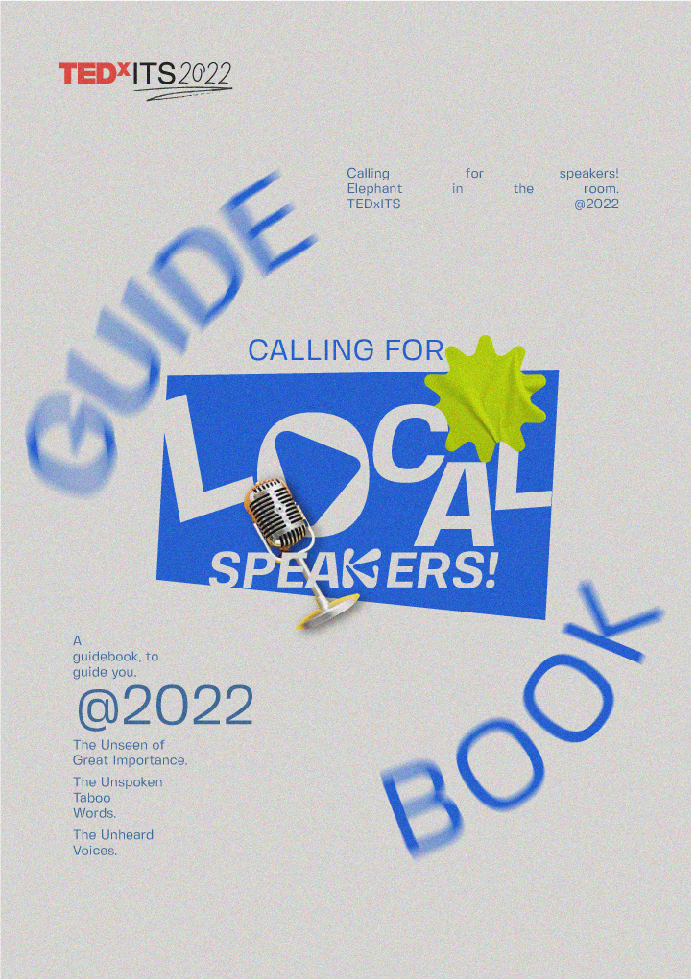 TEDxITS2022
Calling for speakers!
Elephant in the room.
TEDxITS @2022
GUIDE
CALLING FOR
LOCAL
SPEAKERS!
BOOK
A
guidebook, to
guide you.
@2022
The Unseen of
Great Importance.
The Unspoken
Taboo
Words.
The Unheard
Voices.